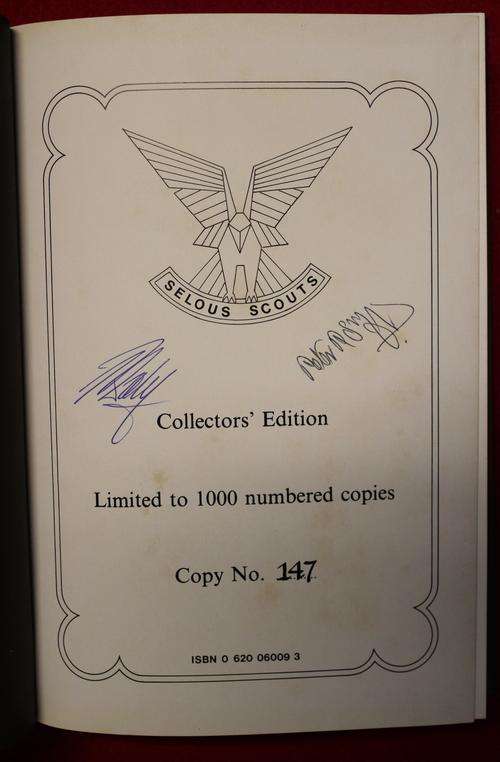 SELOUS SCOUTS
Collectors' Edition
Limited to 1000 numbered copies
Copy No. 147
ISBN 0 620 06009 3